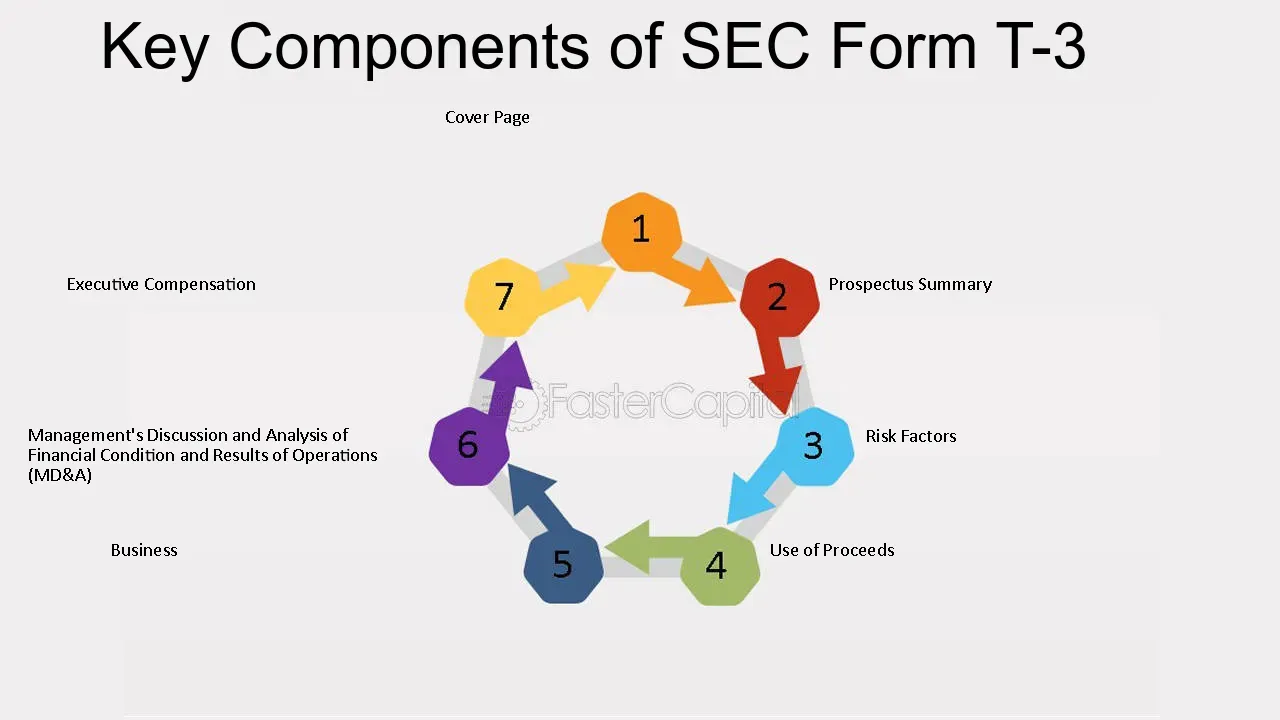 Key Components of SEC Form T-3
Cover Page
1
2
Prospectus Summary
3
Risk Factors
4
Use of Proceeds
5
Business
6
Management's Discussion and Analysis of
Financial Condition and Results of Operations
(MD&A)
7
Executive Compensation
FasterCapital